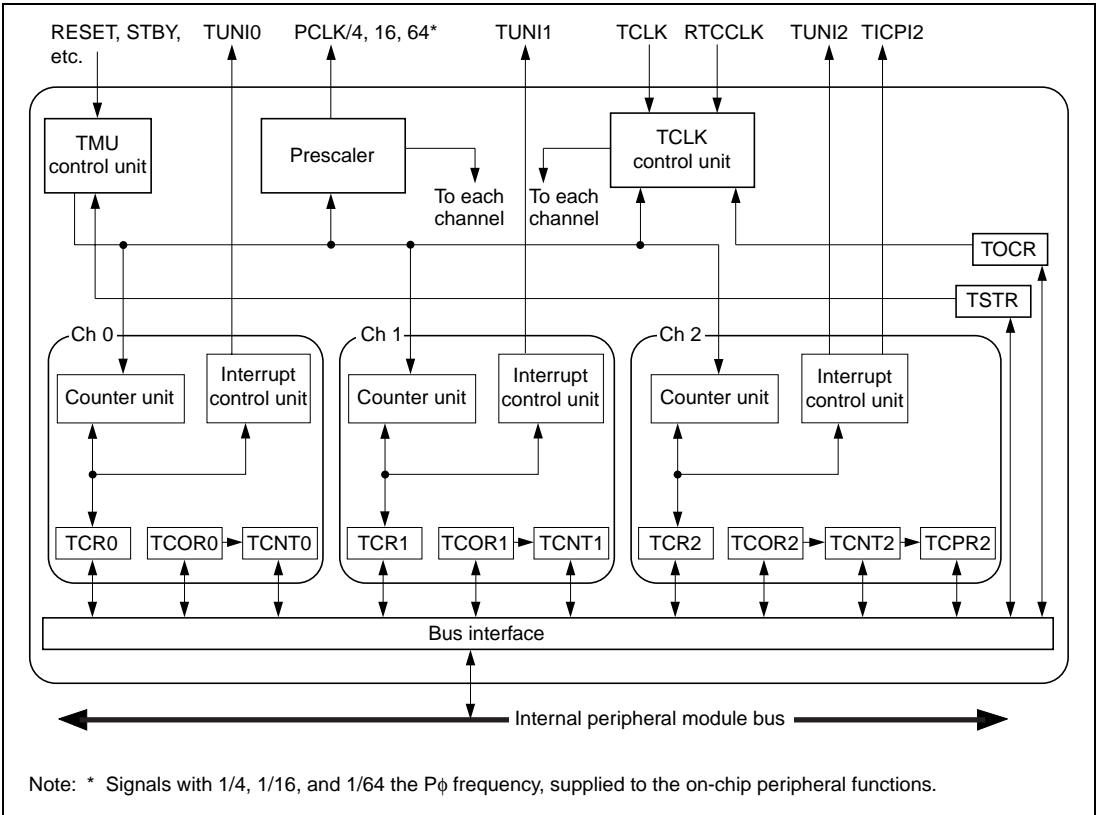 RESET, STBY, etc.
TUNI0
PCLK/4, 16, 64*
TUNI1
TCLK
RTCCLK
TUNI2
TICPI2
TMU
control unit
Prescaler
TCLK
control unit
To each
channel
To each
channel
TOCR
TSTR
Ch 0
Ch 1
Ch 2
Counter unit
Interrupt
control unit
Counter unit
Interrupt
control unit
Counter unit
Interrupt
control unit
TCR0
TCOR0
TCNT0
TCR1
TCOR1
TCNT1
TCR2
TCOR2
TCNT2
TCPR2
Bus interface
Internal peripheral module bus
Note: * Signals with 1/4, 1/16, and 1/64 the Pϕ frequency, supplied to the on-chip peripheral functions.